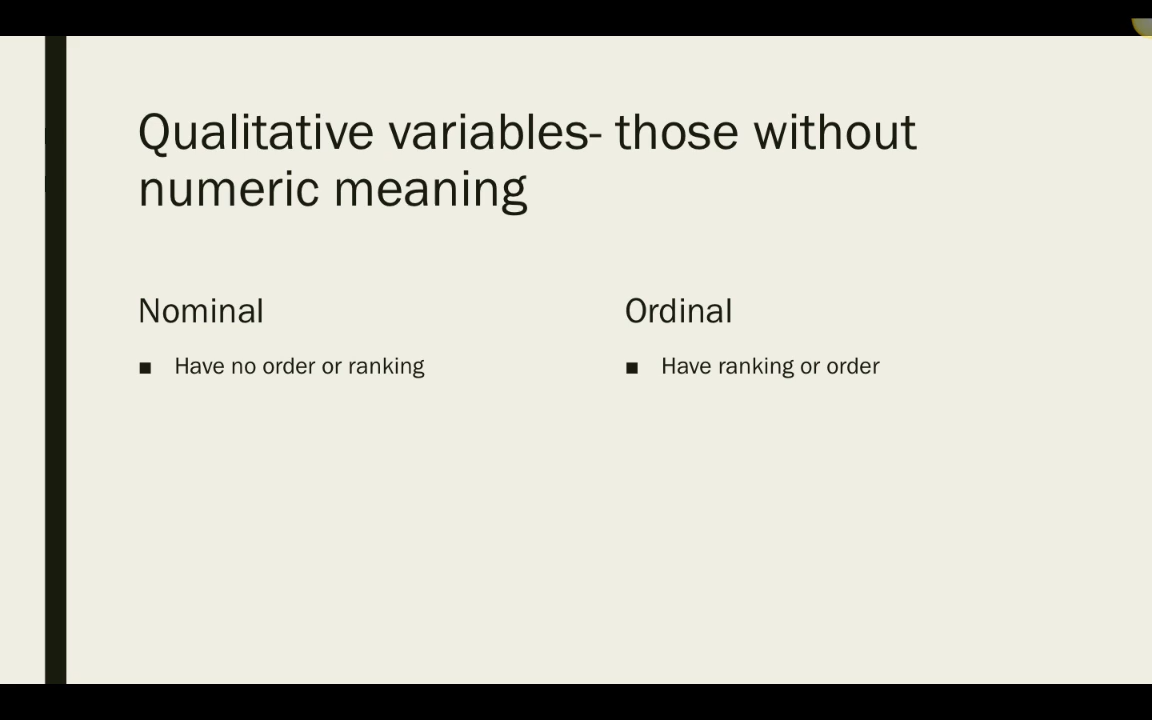 Qualitative variables- those without
numeric meaning
Nominal
■ Have no order or ranking
Ordinal
■ Have ranking or order